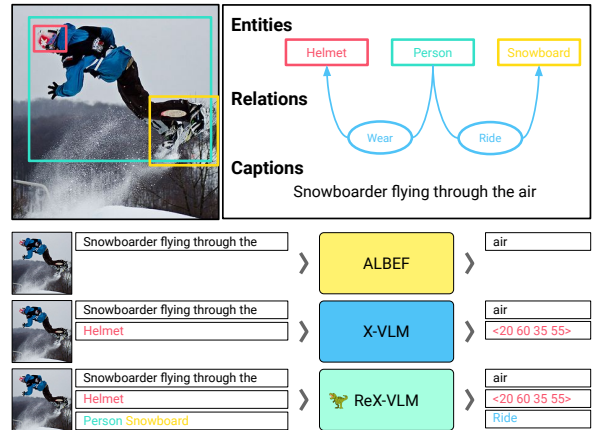 Entities
Helmet Person Snowboard
Relations
Wear Ride
Captions
Snowboarder flying through the air
Snowboarder flying through the
ALBEF
air
Snowboarder flying through the
Helmet
X-VLM
air
<20 60 35 55>
Snowboarder flying through the
Helmet
Person Snowboard
ReX-VLM
air
<20 60 35 55>
Ride